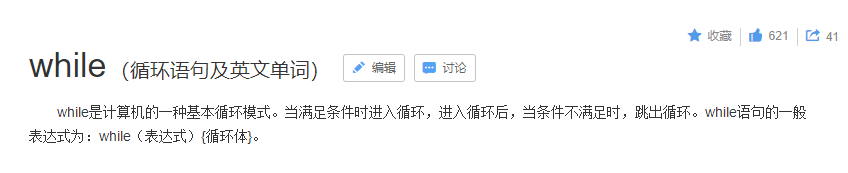 收藏 621 41
while（循环语句及英文单词） 编辑 讨论
while是计算机的一种基本循环模式。当满足条件时进入循环，进入循环后，当条件不满足时，跳出循环。while语句的一般
表达式为：while（表达式）{循环体}。